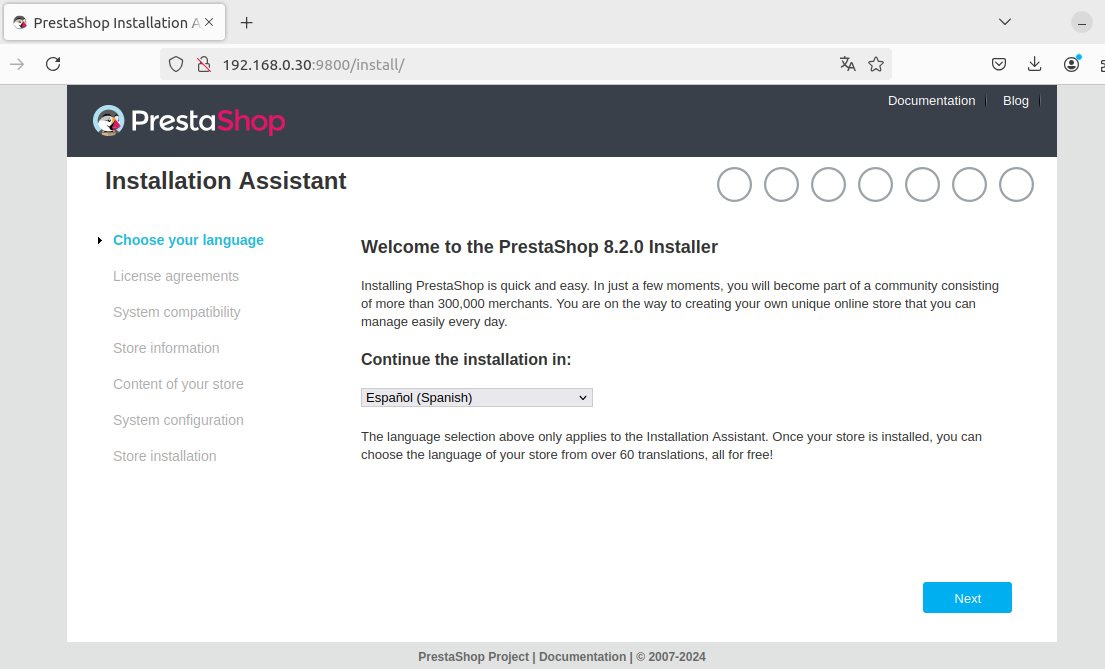 PrestaShop Installation A
192.168.0.30:9800/install/
PrestaShop
Documentation
Blog
Installation Assistant
Choose your language
License agreements
System compatibility
Store information
Content of your store
System configuration
Store installation
Welcome to the PrestaShop 8.2.0 Installer
Installing PrestaShop is quick and easy. In just a few moments, you will become part of a community consisting
of more than 300,000 merchants. You are on the way to creating your own unique online store that you can
manage easily every day.
Continue the installation in:
Español (Spanish)
The language selection above only applies to the Installation Assistant. Once your store is installed, you can
choose the language of your store from over 60 translations, all for free!
Next
PrestaShop Project | Documentation | © 2007-2024